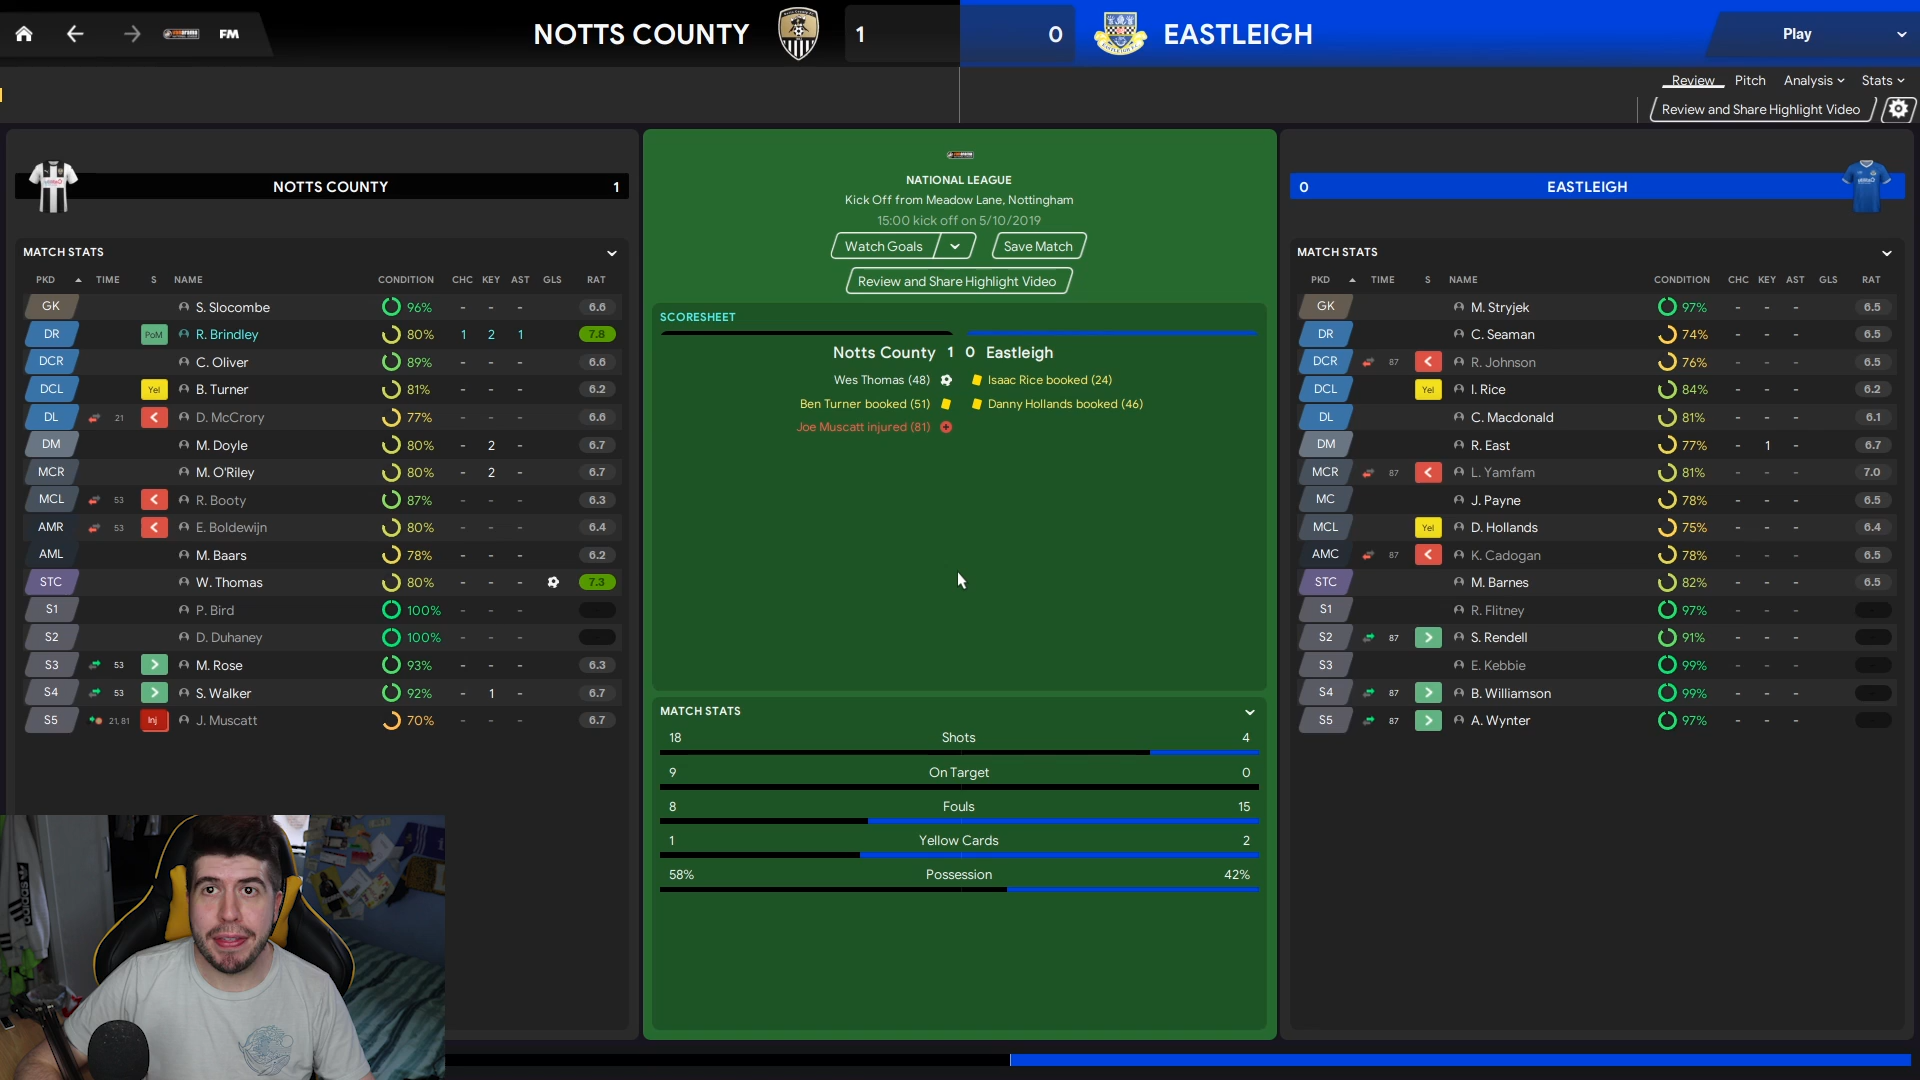 FM
NOTTS COUNTY 1 0 EASTLEIGH
Play
Review Pitch Analysis Stats
Review and Share Highlight Video
NOTTS COUNTY 1
MATCH STATS
PKD TIME S NAME CONDITION CHC KEY AST GLS RAT
GK S. Slocombe 96% - - - 6.6
DR PoM R. Brindley 80% 1 2 1 7.8
DCR C. Oliver 89% - - - 6.6
DCL Yel B. Turner 81% - - - 6.2
DL 21 D. McCrory 77% - - - 6.6
DM M. Doyle 80% - 2 - 6.7
MCR M. O'Riley 80% - 2 - 6.7
MCL 53 R. Booty 87% - - - 6.3
AMR 53 E. Boldewijn 80% - - - 6.4
AML M. Baars 78% - - - 6.2
STC W. Thomas 80% - - - 7.3
S1 P. Bird 100% - - -
S2 D. Duhaney 100% - - -
S3 53 M. Rose 93% - - - 6.3
S4 53 S. Walker 92% - 1 - 6.7
S5 21, 81 Inj J. Muscatt 70% - - - 6.7
NATIONAL LEAGUE
Kick Off from Meadow Lane, Nottingham
15:00 kick off on 5/10/2019
Watch Goals Save Match
Review and Share Highlight Video
SCORESHEET
Notts County 1 0 Eastleigh
Wes Thomas (48) Isaac Rice booked (24)
Ben Turner booked (51) Danny Hollands booked (46)
Joe Muscatt injured (81)
MATCH STATS
18 Shots 4
9 On Target 0
8 Fouls 15
1 Yellow Cards 2
58% Possession 42%
0 EASTLEIGH
MATCH STATS
PKD TIME S NAME CONDITION CHC KEY AST GLS RAT
GK M. Stryjek 97% - - - 6.5
DR C. Seaman 74% - - - 6.5
DCR 87 R. Johnson 76% - - - 6.5
DCL Yel I. Rice 84% - - - 6.2
DL C. Macdonald 81% - - - 6.1
DM R. East 77% - 1 - 6.7
MCR 87 L. Yamfam 81% - - - 7.0
MC J. Payne 78% - - - 6.5
MCL Yel D. Hollands 75% - - - 6.4
AMC 87 K. Cadogan 78% - - - 6.5
STC M. Barnes 82% - - - 6.5
S1 R. Flitney 97% - - -
S2 87 S. Rendell 91% - - -
S3 E. Kebbie 99% - - -
S4 87 B. Williamson 99% - - -
S5 87 A. Wynter 97% - - -
adidas